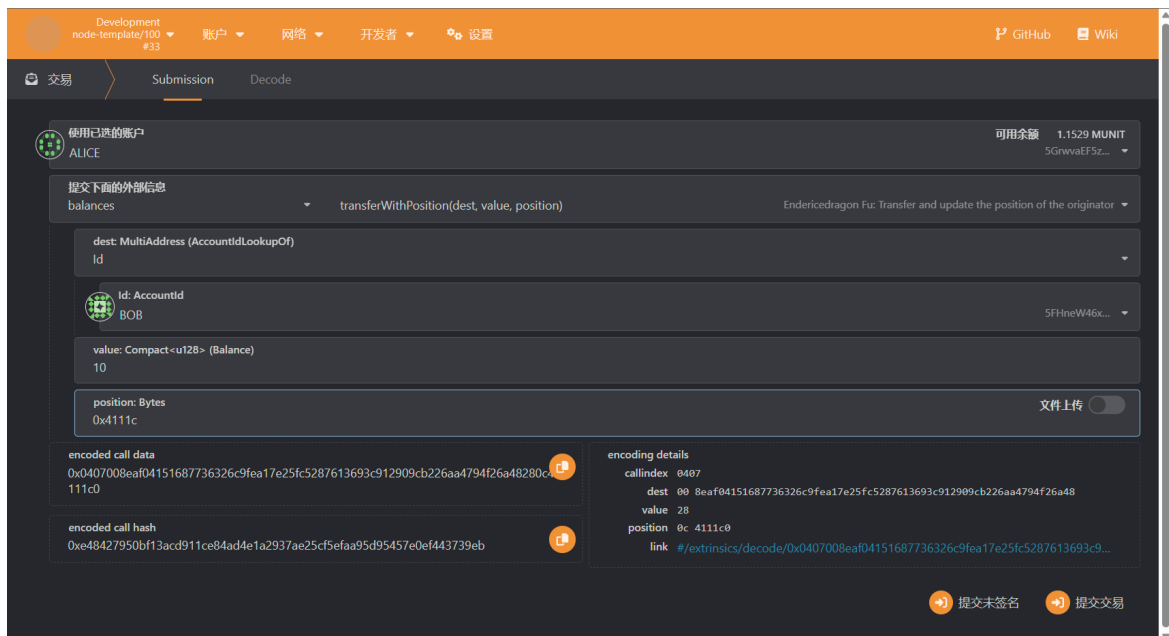 Development
node-template/100
#33
账户
网络
开发者
设置
GitHub
Wiki
交易
Submission
Decode
使用已选的账户
ALICE
可用余额 1.1529 MUNIT
5GrwvaEF5z...
提交下面的外部信息
balances
transferWithPosition(dest, value, position)
Endericedragon Fu: Transfer and update the position of the originator
dest: MultiAddress (AccountIdLookupOf)
Id
Id: AccountId
BOB
5FHneW46x...
value: Compact<u128> (Balance)
10
position: Bytes
0x4111c
文件上传
encoded call data
0x0407008eaf04151687736326c9fea17e25fc5287613693c912909cb226aa4794f26a48280c4
111c0
encoded call hash
0xe48427950bf13acd911ce84ad4e1a2937ae25cf5efaa95d95457e0ef443739eb
encoding details
callindex 0407
dest 00 8eaf04151687736326c9fea17e25fc5287613693c912909cb226aa4794f26a48
value 28
position 0c 4111c0
link #/extrinsics/decode/0x0407008eaf04151687736326c9fea17e25fc5287613693c9...
提交未签名
提交交易